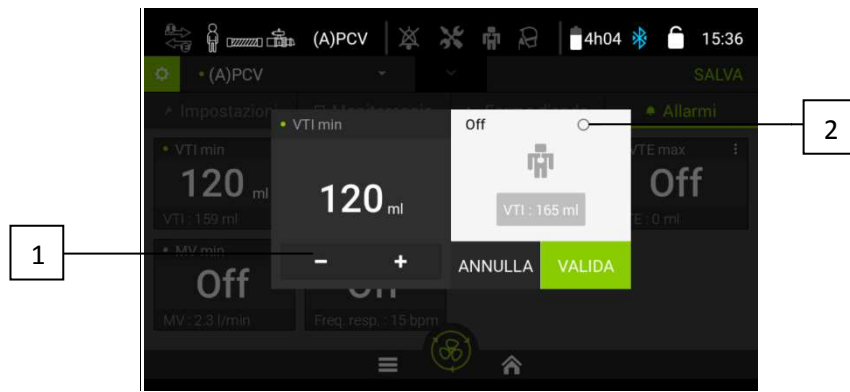 (A)PCV 4h04 15:36
(A)PCV SALVA
Impostazioni Allarmi
VTI min Off VTE max
120 ml 120 ml Off
VTI : 159 ml VTI : 165 ml : 0 ml
MV min
Off ANNULLA VALIDA
MV : 2.3 l/min Freq. resp. : 15 bpm
VTI min
1
2